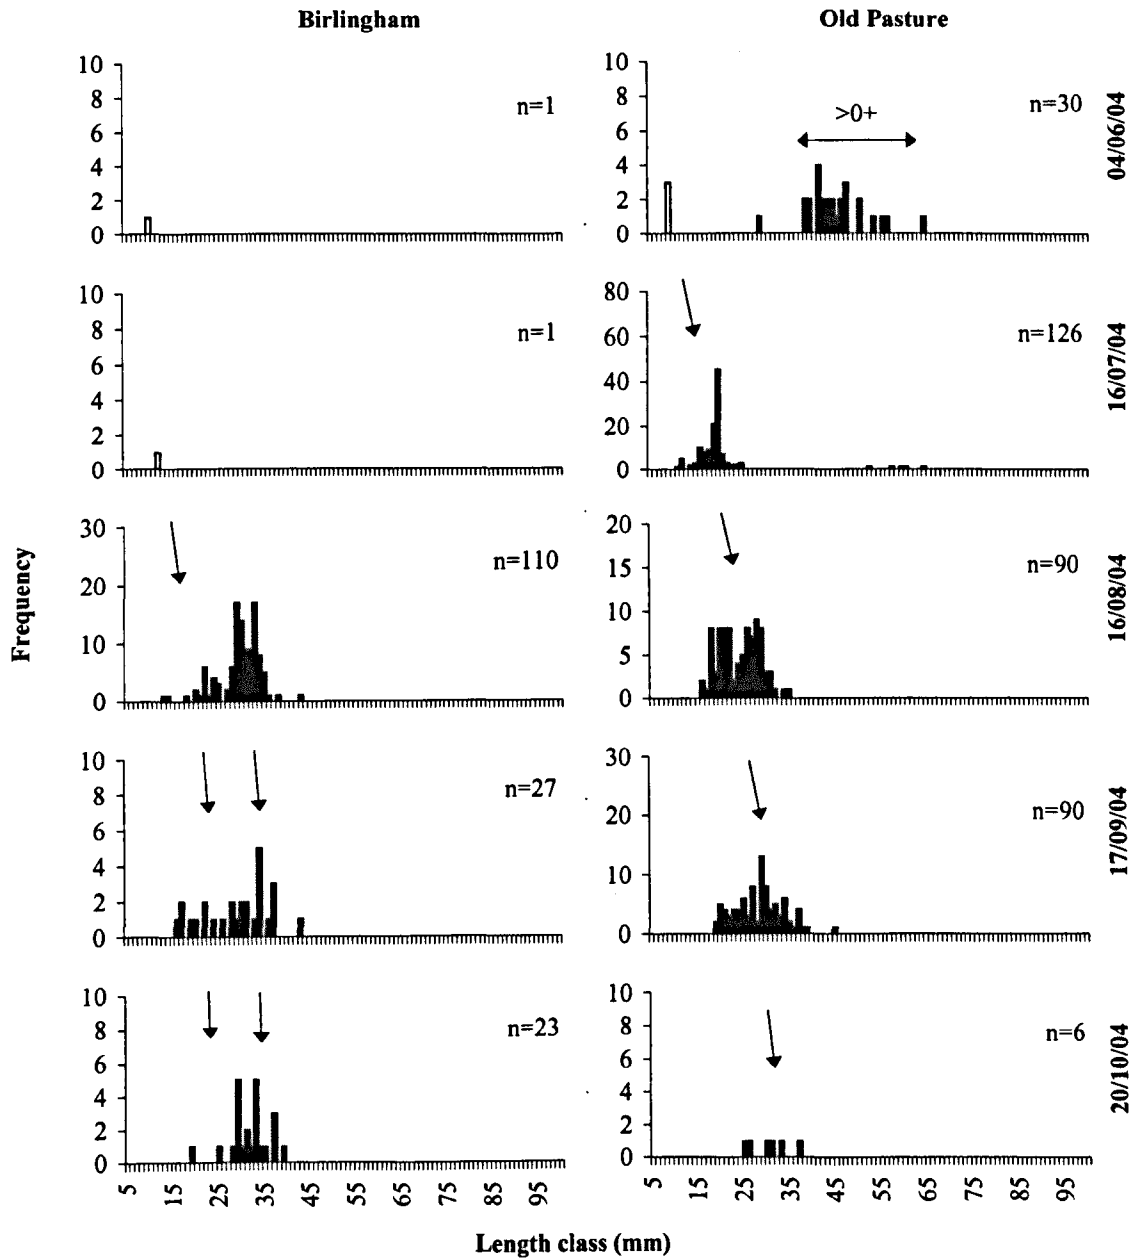 Birlingham Old Pasture
10 8 6 4 2 0 n=1
10 8 6 4 2 0 >0+ n=30 04/06/04
10 8 6 4 2 0 n=1
80 60 40 20 0 n=126 16/07/04
Frequency
30 20 10 0 n=110
20 15 10 5 0 n=90 16/08/04
10 8 6 4 2 0 n=27
30 20 10 0 n=90 17/09/04
10 8 6 4 2 0 n=23
10 8 6 4 2 0 n=6 20/10/04
5 15 25 35 45 55 65 75 85 95 5 15 25 35 45 55 65 75 85 95
Length class (mm)